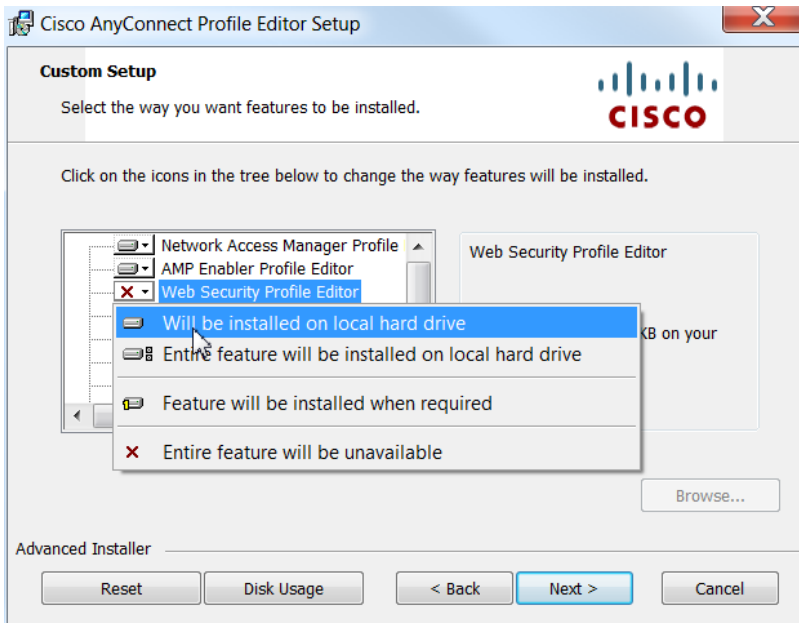 Cisco AnyConnect Profile Editor Setup
Custom Setup
Select the way you want features to be installed.
CISCO
Click on the icons in the tree below to change the way features will be installed.
Network Access Manager Profile
AMP Enabler Profile Editor
Web Security Profile Editor
Web Security Profile Editor
KB on your
Will be installed on local hard drive
Entire feature will be installed on local hard drive
Feature will be installed when required
Entire feature will be unavailable
Browse...
Advanced Installer
Reset
Disk Usage
< Back
Next >
Cancel